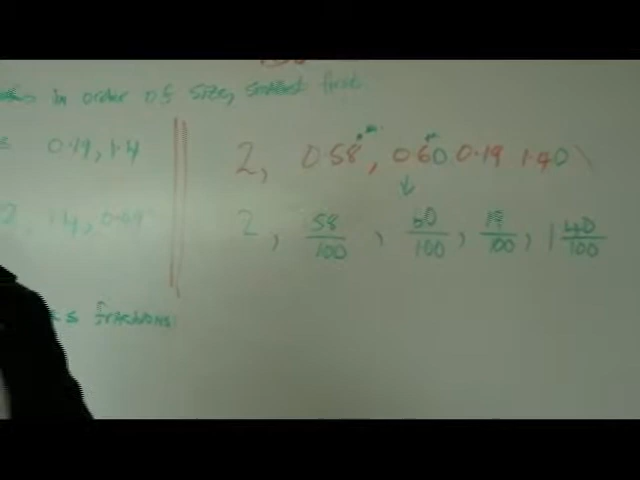 in order of size, smallest first
0.19, 1.4
2, 0.58, 0.60 0.19 1.40
2, 58/100, 60/100, 19/100, 1 40/100
fractions: